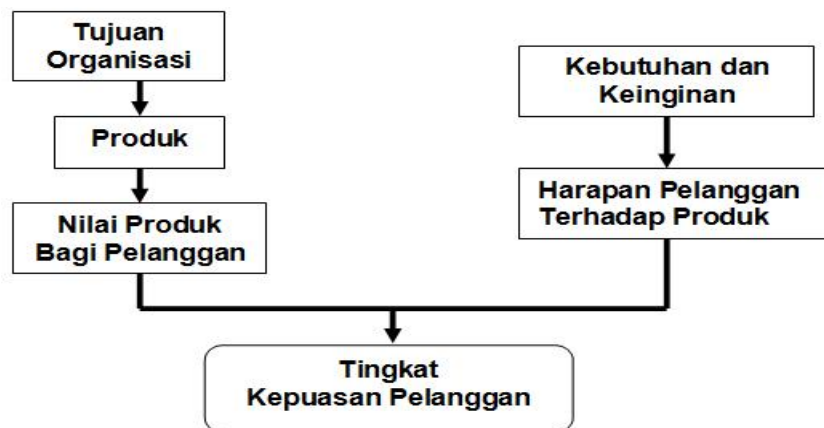 Tujuan
Organisasi
Produk
Nilai Produk
Bagi Pelanggan
Kebutuhan dan
Keinginan
Harapan Pelanggan
Terhadap Produk
Tingkat
Kepuasan Pelanggan